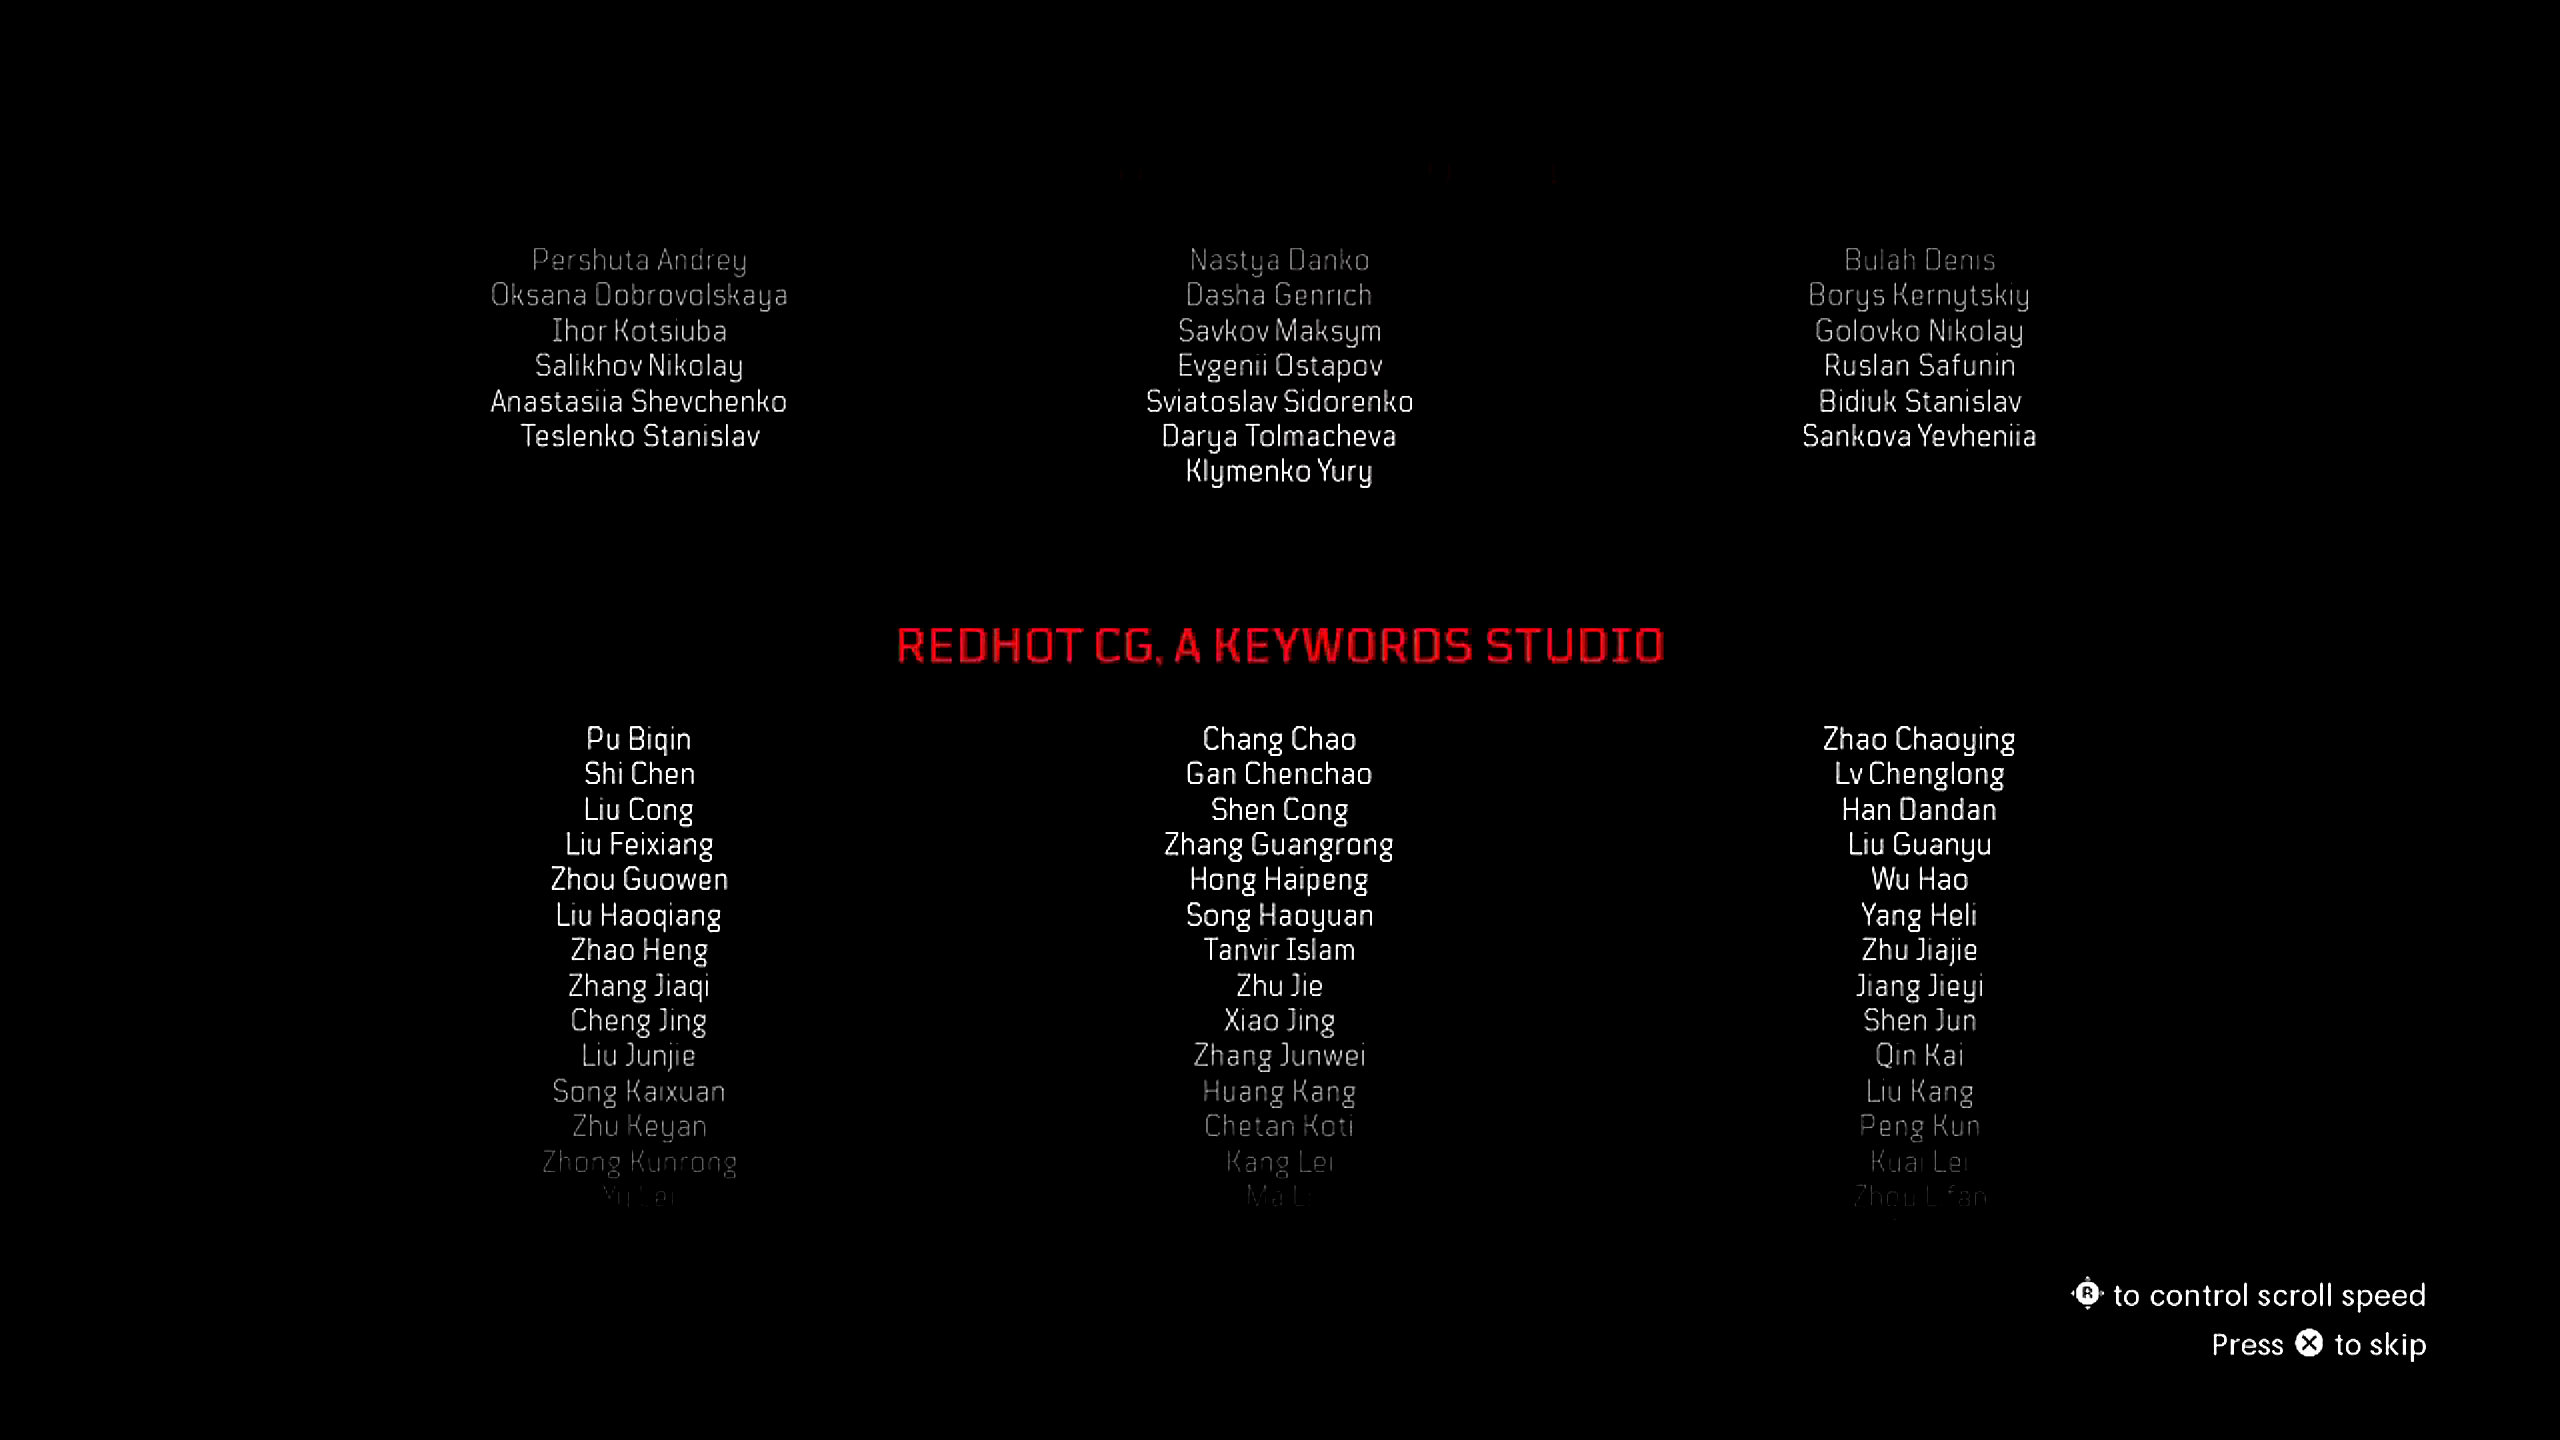 Pershuta Andrey Nastya Danko Bulah Denis
Oksana Dobrovolskaya Dasha Genrich Borys Kernytskiy
Ihor Kotsiuba Savkov Maksym Golovko Nikolay
Salikhov Nikolay Evgenii Ostapov Ruslan Safunin
Anastasiia Shevchenko Sviatoslav Sidorenko Bidiuk Stanislav
Teslenko Stanislav Darya Tolmacheva Sankova Yevheniia
Klymenko Yury
REDHOT CG, A KEYWORDS STUDIO
Pu Biqin Chang Chao Zhao Chaoying
Shi Chen Gan Chenchao Lv Chenglong
Liu Cong Shen Cong Han Dandan
Liu Feixiang Zhang Guangrong Liu Guanyu
Zhou Guowen Hong Haipeng Wu Hao
Liu Haoqiang Song Haoyuan Yang Heli
Zhao Heng Tanvir Islam Zhu Jiajie
Zhang Jiaqi Zhu Jie Jiang Jieyi
Cheng Jing Xiao Jing Shen Jun
Liu Junjie Zhang Junwei Qin Kai
Song Kaixuan Huang Kang Liu Kang
Zhu Keyan Chetan Koti Peng Kun
Zhong Kunrong Kang Lei Kuai Lei
Yu Lei Ma Zhou Lifan
R to control scroll speed
Press X to skip